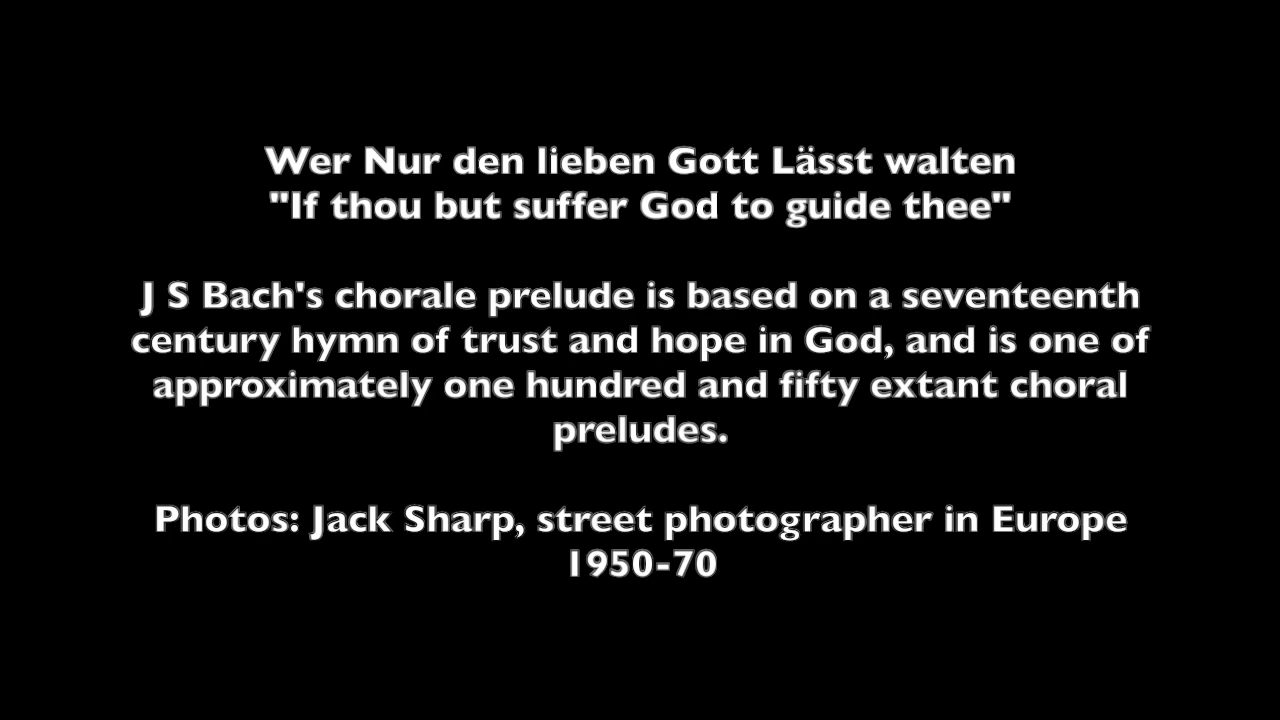 Wer Nur den lieben Gott Lässt walten
"If thou but suffer God to guide thee"
J S Bach's chorale prelude is based on a seventeenth
century hymn of trust and hope in God, and is one of
approximately one hundred and fifty extant choral
preludes.
Photos: Jack Sharp, street photographer in Europe
1950-70